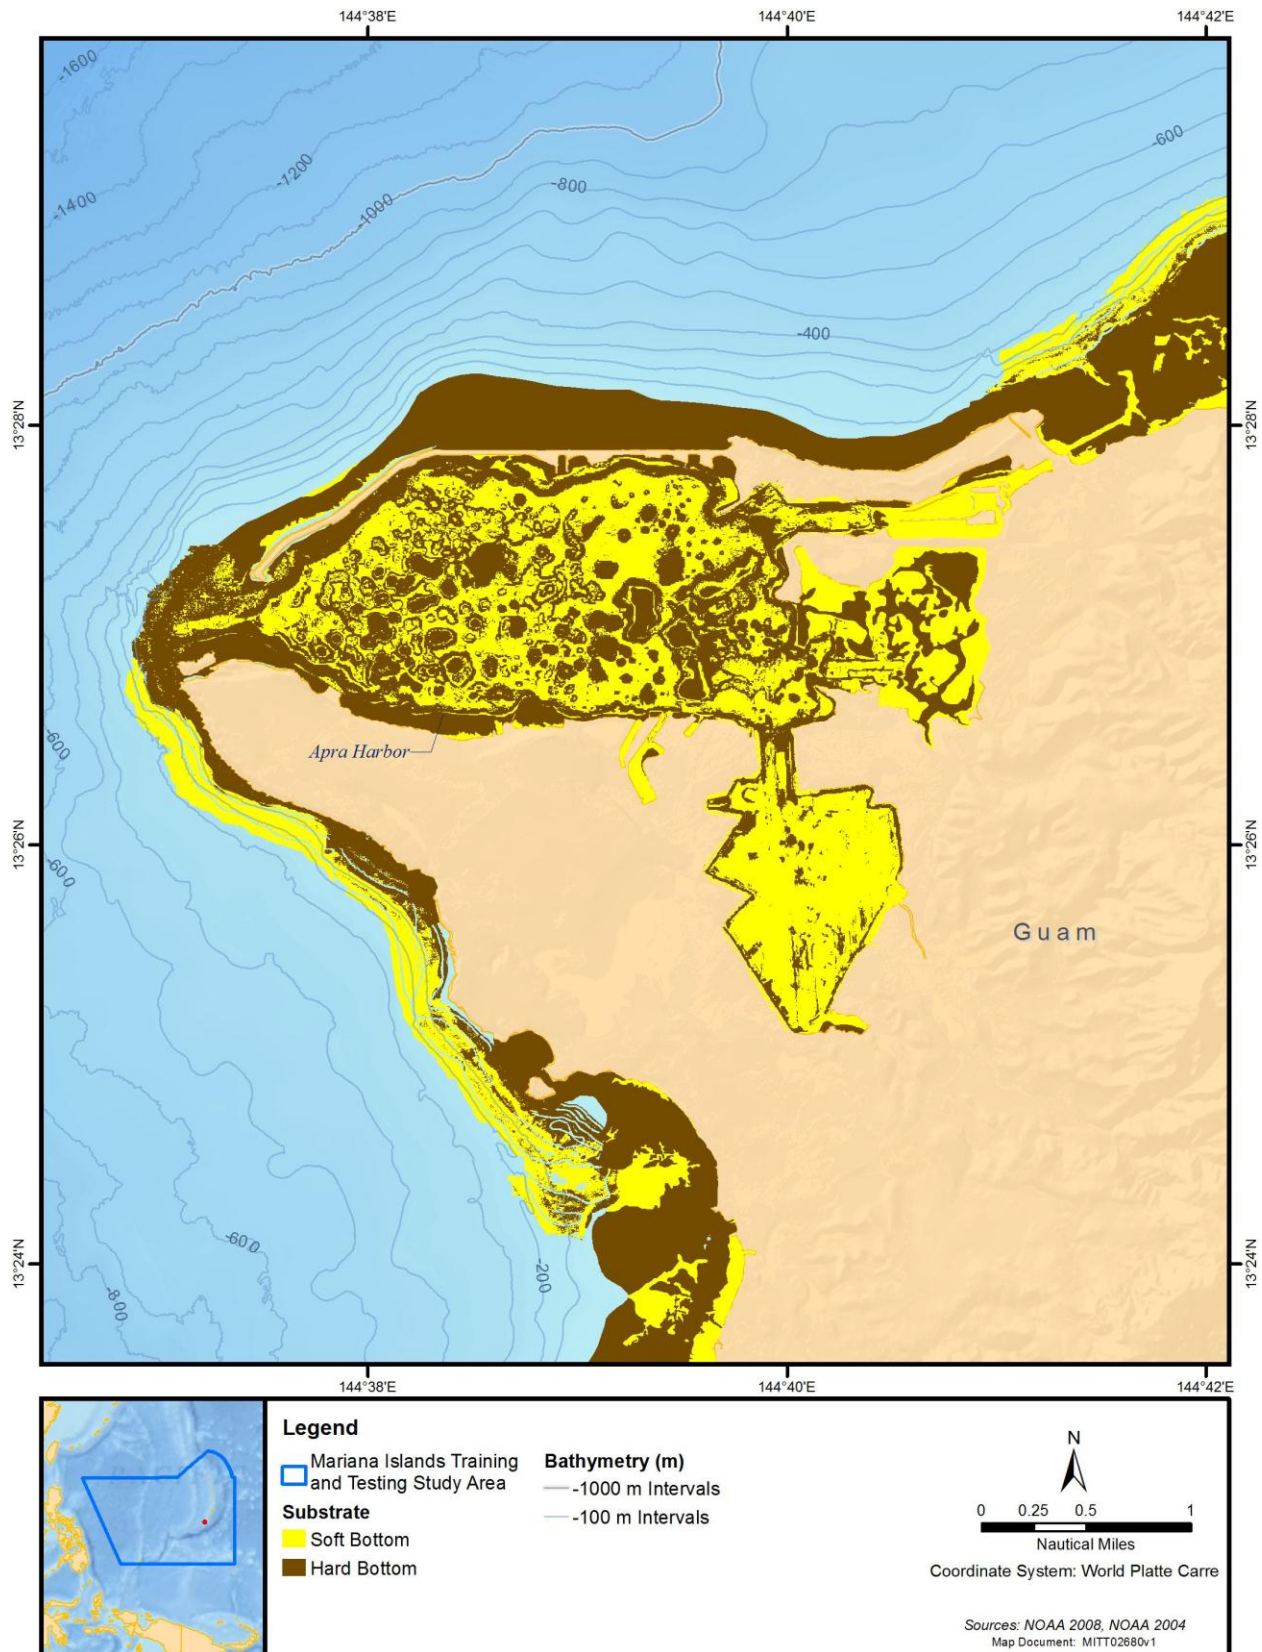 144°38'E
144°40'E
144°42'E
-1600
-600
-1200
-800
-1400
-1000
-400
13°28'N
13°28'N
Apra Harbor
-600
13°26'N
13°26'N
-600
Guam
-600
13°24'N
13°24'N
-200
-800
144°38'E
144°40'E
144°42'E
Legend
Mariana Islands Training
and Testing Study Area
Substrate
Soft Bottom
Hard Bottom
Bathymetry (m)
-1000 m Intervals
-100 m Intervals
N
0 0.25 0.5 1
Nautical Miles
Coordinate System: World Platte Carre
Sources: NOAA 2008, NOAA 2004
Map Document: MITT02680v1